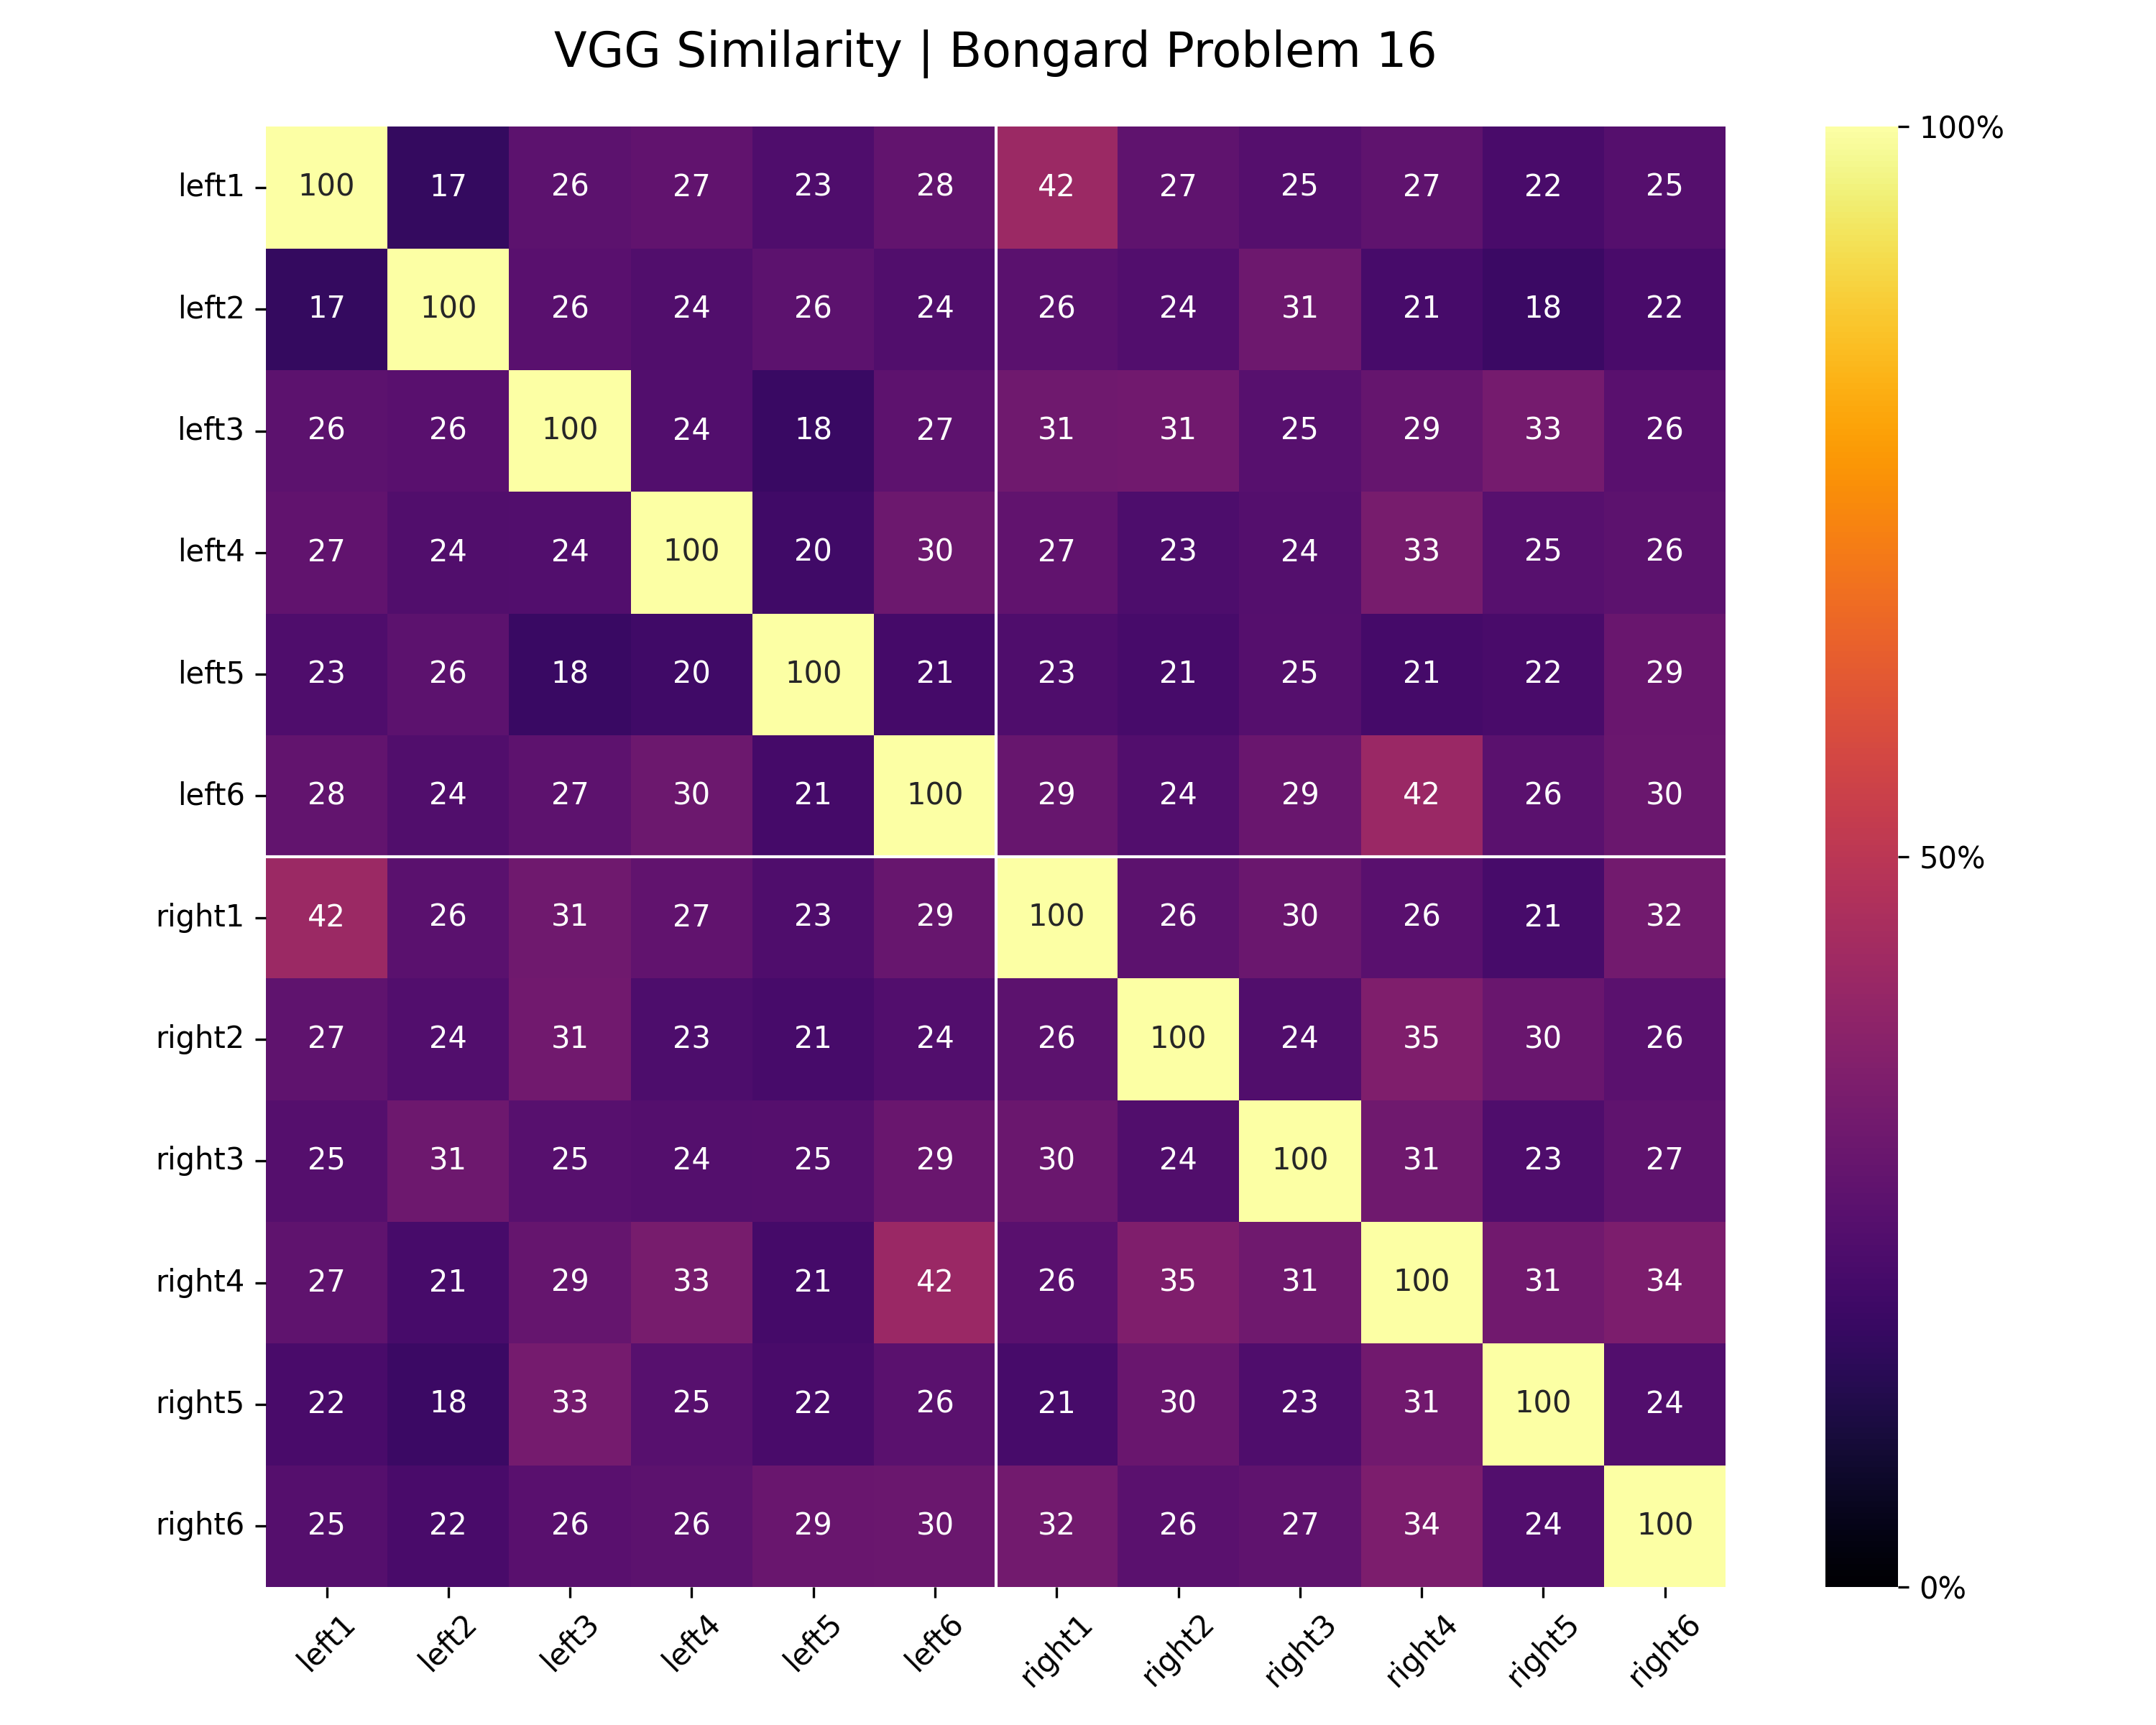 VGG Similarity | Bongard Problem 16
left1 100 17 26 27 23 28 42 27 25 27 22 25
left2 17 100 26 24 26 24 26 24 31 21 18 22
left3 26 26 100 24 18 27 31 31 25 29 33 26
left4 27 24 24 100 20 30 27 23 24 33 25 26
left5 23 26 18 20 100 21 23 21 25 21 22 29
left6 28 24 27 30 21 100 29 24 29 42 26 30
right1 42 26 31 27 23 29 100 26 30 26 21 32
right2 27 24 31 23 21 24 26 100 24 35 30 26
right3 25 31 25 24 25 29 30 24 100 31 23 27
right4 27 21 29 33 21 42 26 35 31 100 31 34
right5 22 18 33 25 22 26 21 30 23 31 100 24
right6 25 22 26 26 29 30 32 26 27 34 24 100
left1 left2 left3 left4 left5 left6 right1 right2 right3 right4 right5 right6
100%
50%
0%